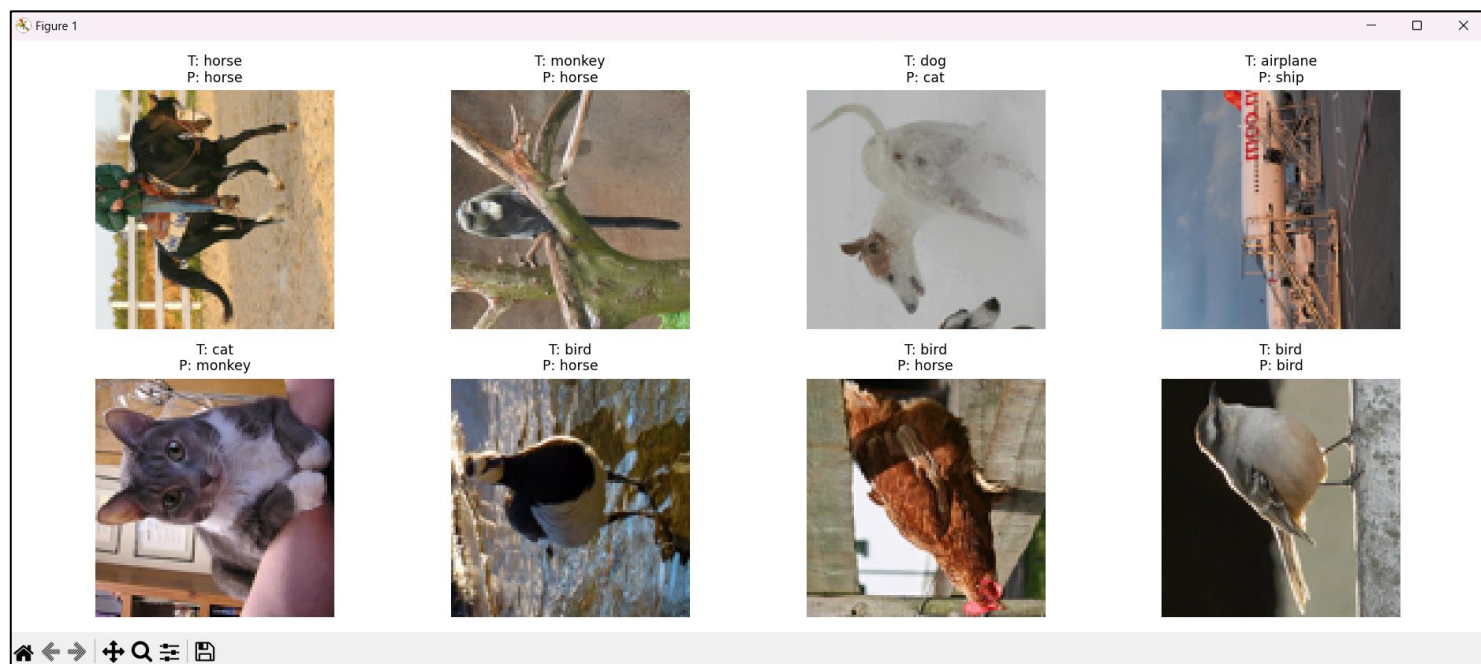 Figure 1
T: horse
P: horse
T: monkey
P: horse
T: dog
P: cat
T: airplane
P: ship
T: cat
P: monkey
T: bird
P: horse
T: bird
P: horse
T: bird
P: bird